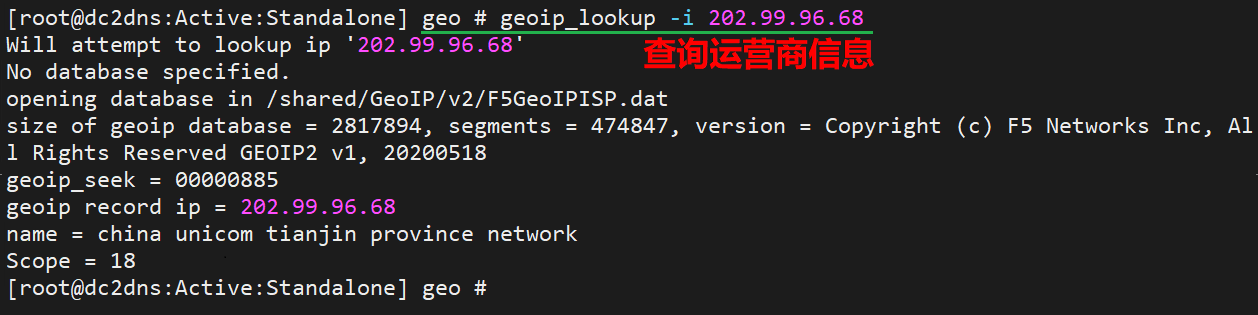 [root@dc2dns:Active:Standalone] geo # geoip_lookup -i 202.99.96.68
Will attempt to lookup ip '202.99.96.68'
查询运营商信息
No database specified.
opening database in /shared/GeoIP/v2/F5GeoIPISP.dat
size of geoip database = 2817894, segments = 474847, version = Copyright (c) F5 Networks Inc, Al
l Rights Reserved GEOIP2 v1, 20200518
geoip_seek = 00000885
geoip record ip = 202.99.96.68
name = china unicom tianjin province network
Scope = 18
[root@dc2dns:Active:Standalone] geo #